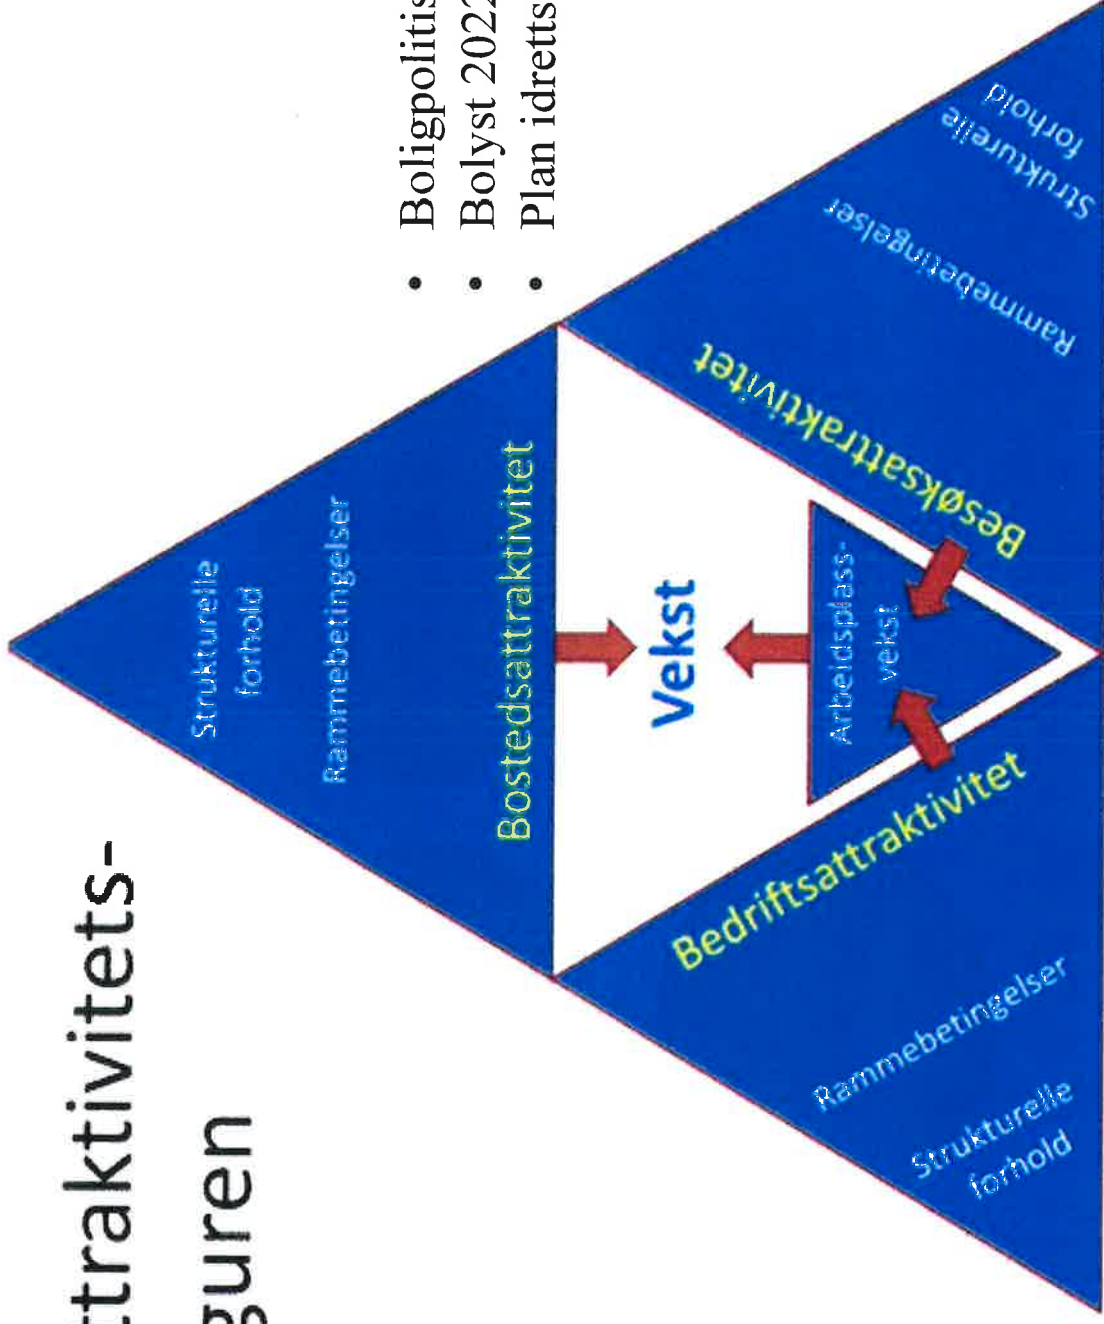 ttraktivitets-
guren
Strukturelle
forhold
Rammebetingelser
Bostedsattraktivitet
• Boligpolitis
• Bolyst 2022
• Plan idretts
Vekst
Arbeidsplass-
vekst
Bedriftsattraktivitet
Rammebetingelser
Strukturelle
forhold
Besøksattraktivitet
Rammebetingelser
Strukturelle
forhold